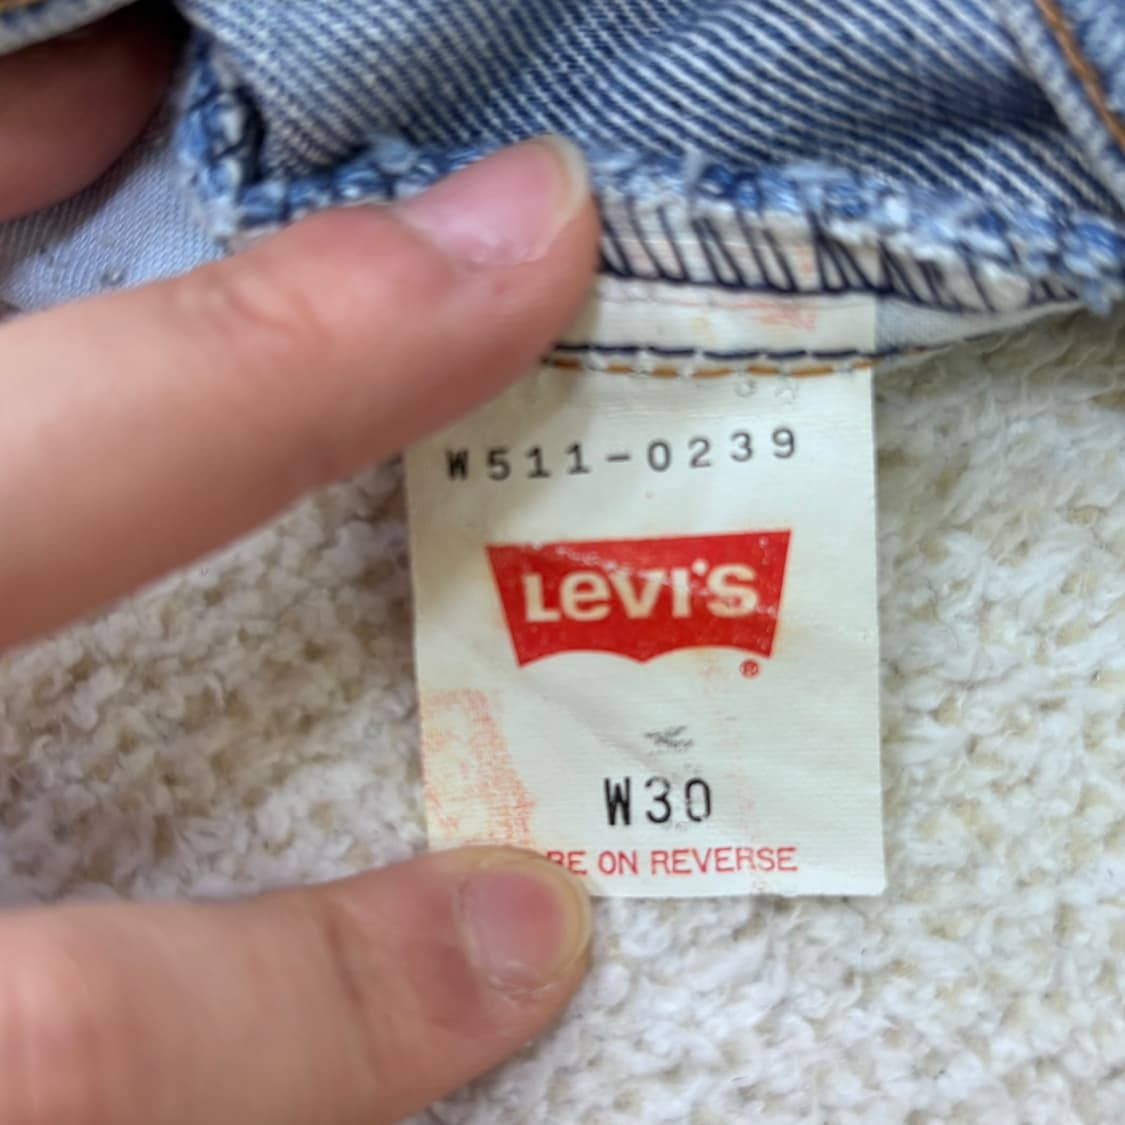 W511-0239
LEVI'S
®
W30
RE ON REVERSE